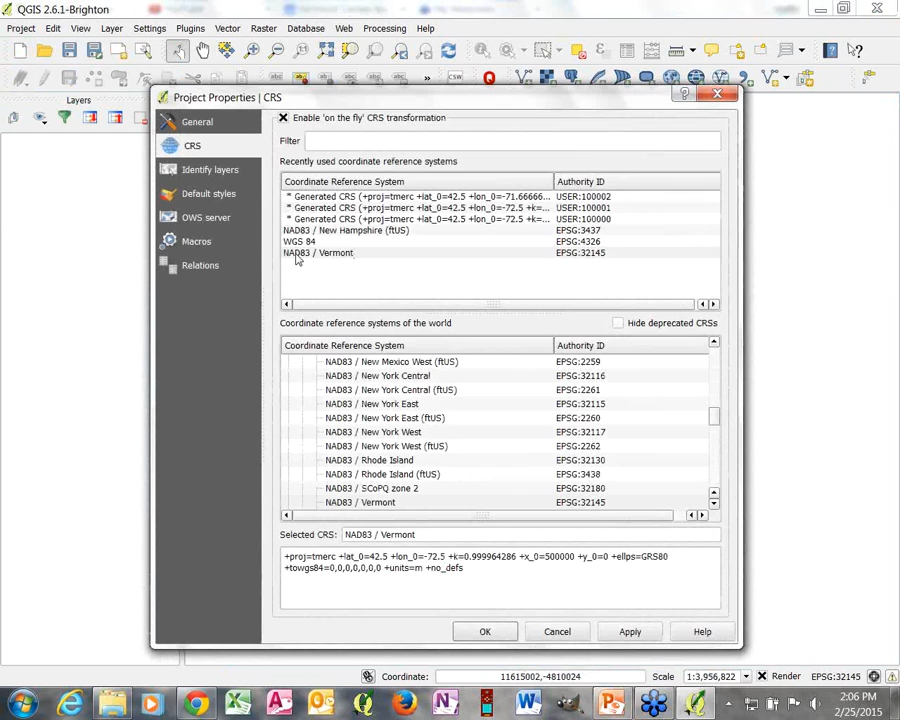 QGIS 2.6.1-Brighton
Project Edit View Layer Settings Plugins Vector Raster Database Web Processing Help
abc abc abc abc abc abc » CSW
Layers
Project Properties | CRS
General
CRS
Identify layers
Default styles
OWS server
Macros
Relations
Enable 'on the fly' CRS transformation
Filter
Recently used coordinate reference systems
Coordinate Reference System Authority ID
* Generated CRS (+proj=tmerc +lat_0=42.5 +lon_0=-71.66666... USER:100002
* Generated CRS (+proj=tmerc +lat_0=42.5 +lon_0=-72.5 +k=... USER:100001
* Generated CRS (+proj=tmerc +lat_0=42.5 +lon_0=-72.5 +k=... USER:100000
NAD83 / New Hampshire (ftUS) EPSG:3437
WGS 84 EPSG:4326
NAD83 / Vermont EPSG:32145
Coordinate reference systems of the world Hide deprecated CRSs
Coordinate Reference System Authority ID
NAD83 / New Mexico West (ftUS) EPSG:2259
NAD83 / New York Central EPSG:32116
NAD83 / New York Central (ftUS) EPSG:2261
NAD83 / New York East EPSG:32115
NAD83 / New York East (ftUS) EPSG:2260
NAD83 / New York West EPSG:32117
NAD83 / New York West (ftUS) EPSG:2262
NAD83 / Rhode Island EPSG:32130
NAD83 / Rhode Island (ftUS) EPSG:3438
NAD83 / SCoPQ zone 2 EPSG:32180
NAD83 / Vermont EPSG:32145
Selected CRS: NAD83 / Vermont
+proj=tmerc +lat_0=42.5 +lon_0=-72.5 +k=0.999964286 +x_0=500000 +y_0=0 +ellps=GRS80
+towgs84=0,0,0,0,0,0,0 +units=m +no_defs
OK Cancel Apply Help
Coordinate: 11615002,-4810024 Scale 1:3,956,822 Render EPSG:32145
2:06 PM
2/25/2015